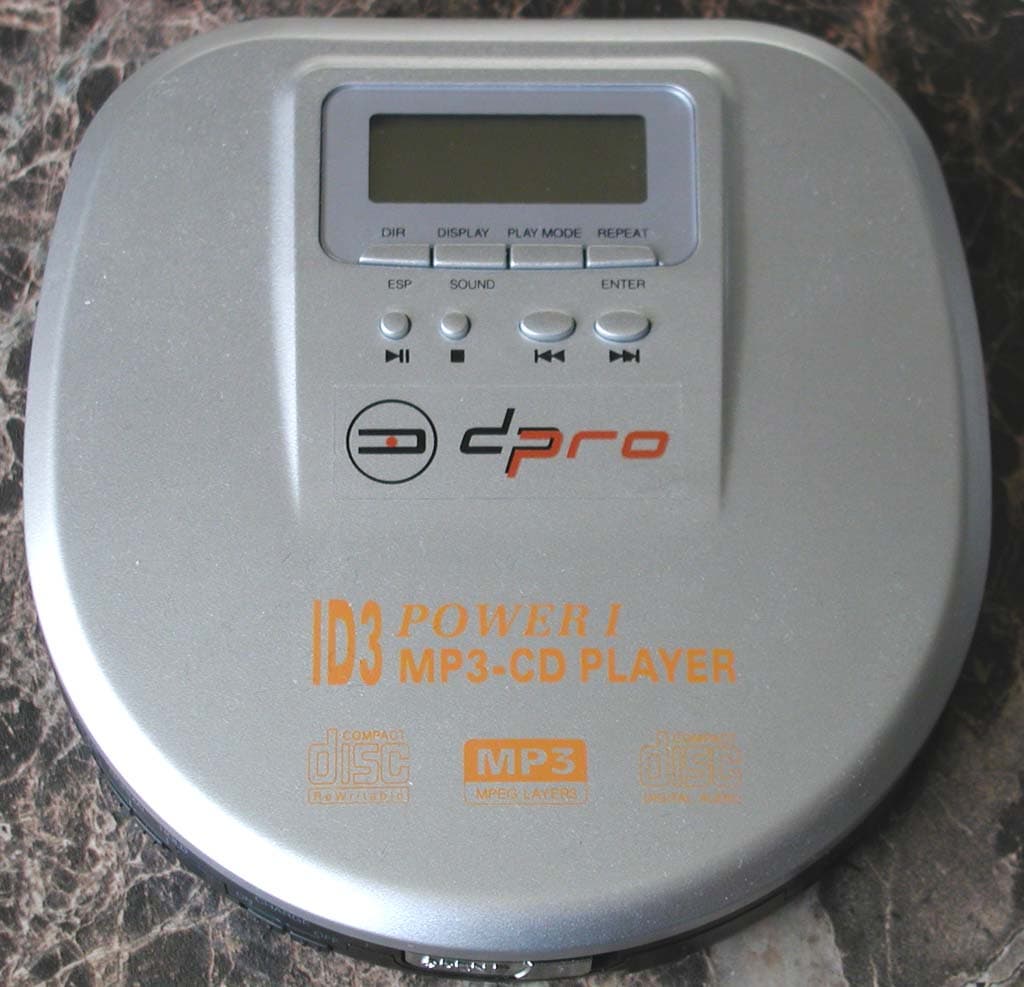 DIR DISPLAY PLAY MODE REPEAT
ESP SOUND ENTER
dpro
ID3 POWER I
MP3-CD PLAYER
COMPACT
disc
ReWritable
MP3
MPEG LAYER3
COMPACT
disc
DIGITAL AUDIO